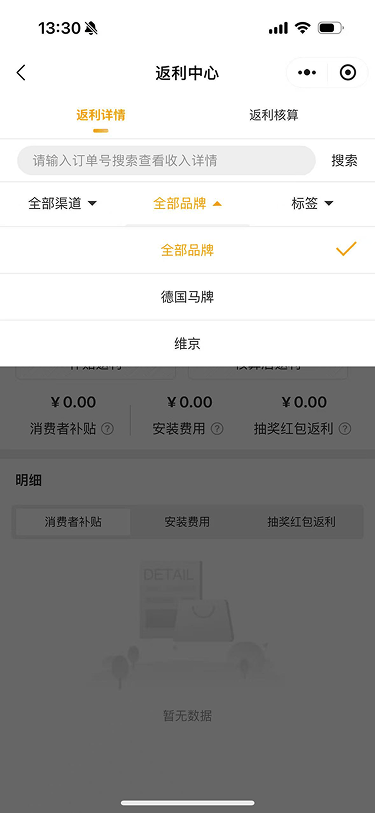 13:30
返利中心
返利详情 返利核算
请输入订单号搜索查看收入详情 搜索
全部渠道 全部品牌 标签
全部品牌
德国马牌
维京
¥0.00 ¥0.00 ¥0.00
消费者补贴 ? 安装费用 ? 抽奖红包返利 ?
明细
消费者补贴 安装费用 抽奖红包返利
DETAIL
暂无数据